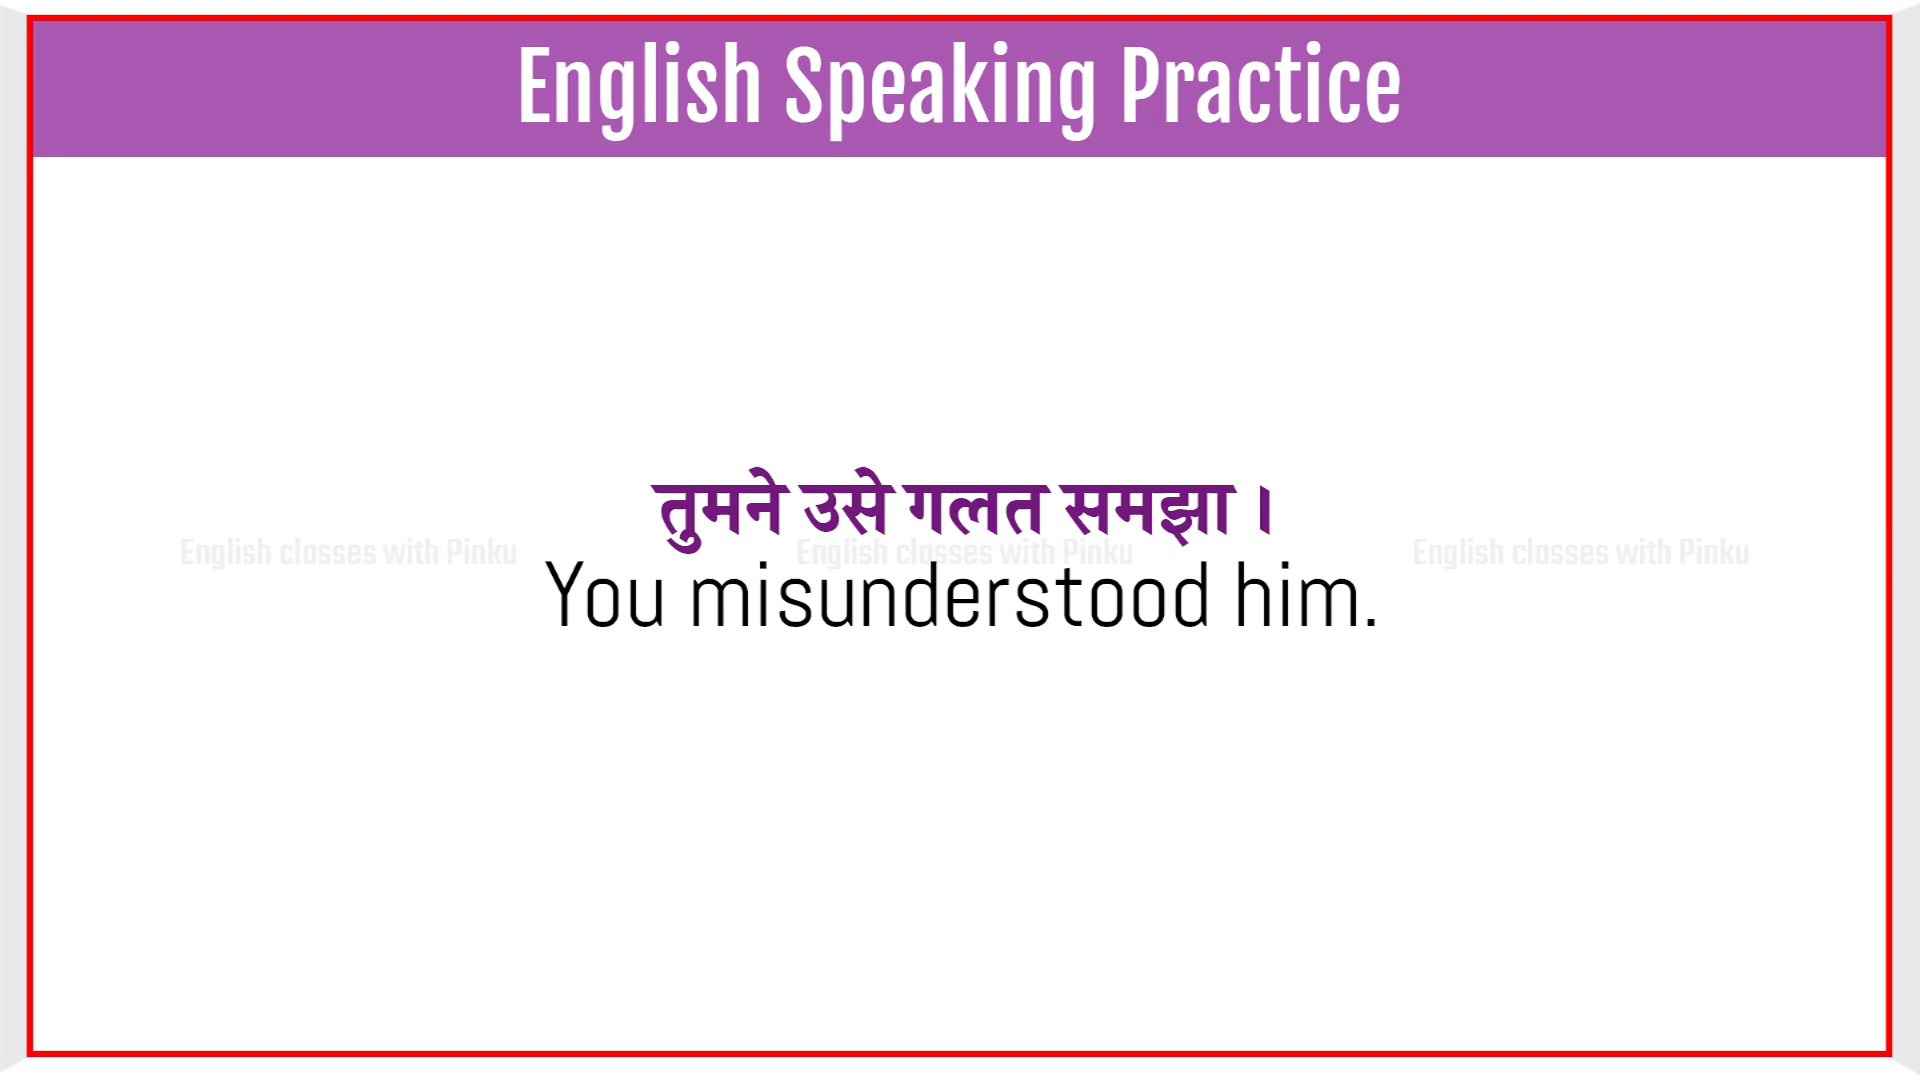 English Speaking Practice
तुमने उसे गलत समझा ।
English classes with Pinku English classes with Pinku English classes with Pinku
You misunderstood him.